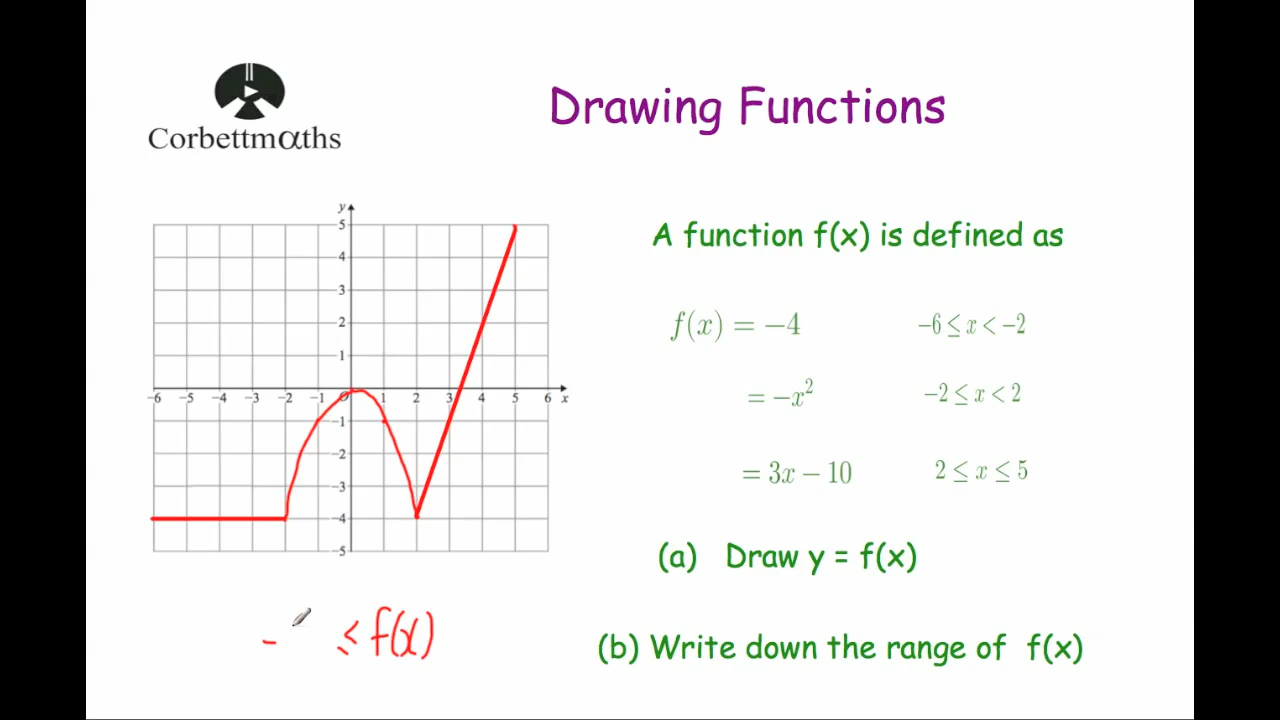 Drawing Functions
Corbettmαths
A function f(x) is defined as
f(x) = −4 −6 ≤ x < −2
= −x² −2 ≤ x < 2
= 3x − 10 2 ≤ x ≤ 5
(a) Draw y = f(x)
(b) Write down the range of f(x)
y
5
4
3
2
1
−6 −5 −4 −3 −2 −1 O 1 2 3 4 5 6 x
−1
−2
−3
−4
−5
- ≤ f(x)